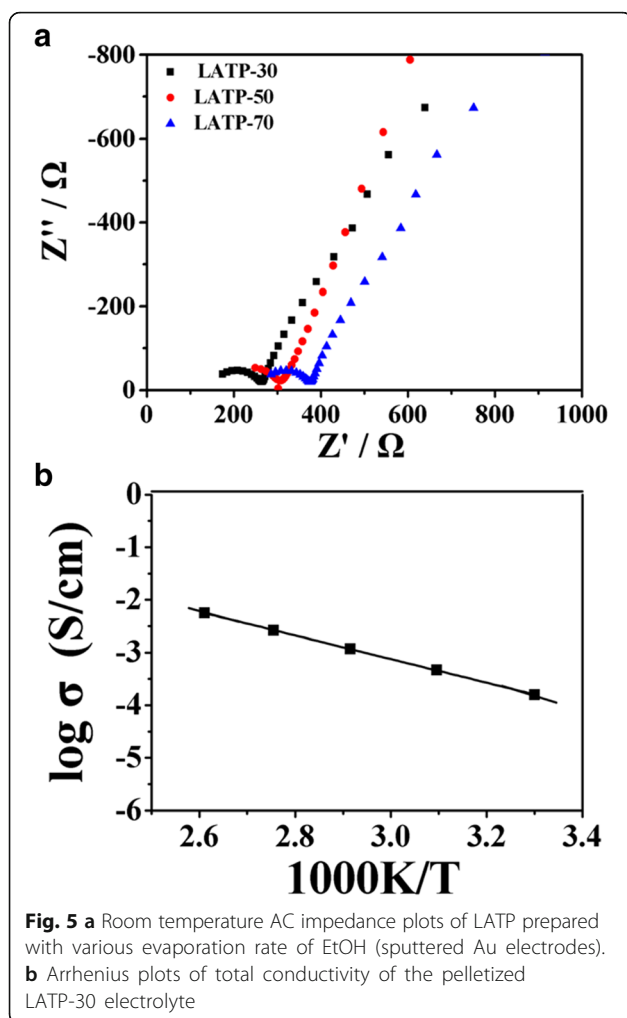 a
-800
-600
-400
-200
0
Z'' / Ω
LATP-30
LATP-50
LATP-70
0 200 400 600 800 1000
Z' / Ω
b
0
-1
-2
-3
-4
-5
-6
log σ (S/cm)
2.6 2.8 3.0 3.2 3.4
1000K/T
Fig. 5 a Room temperature AC impedance plots of LATP prepared
with various evaporation rate of EtOH (sputtered Au electrodes).
b Arrhenius plots of total conductivity of the pelletized
LATP-30 electrolyte